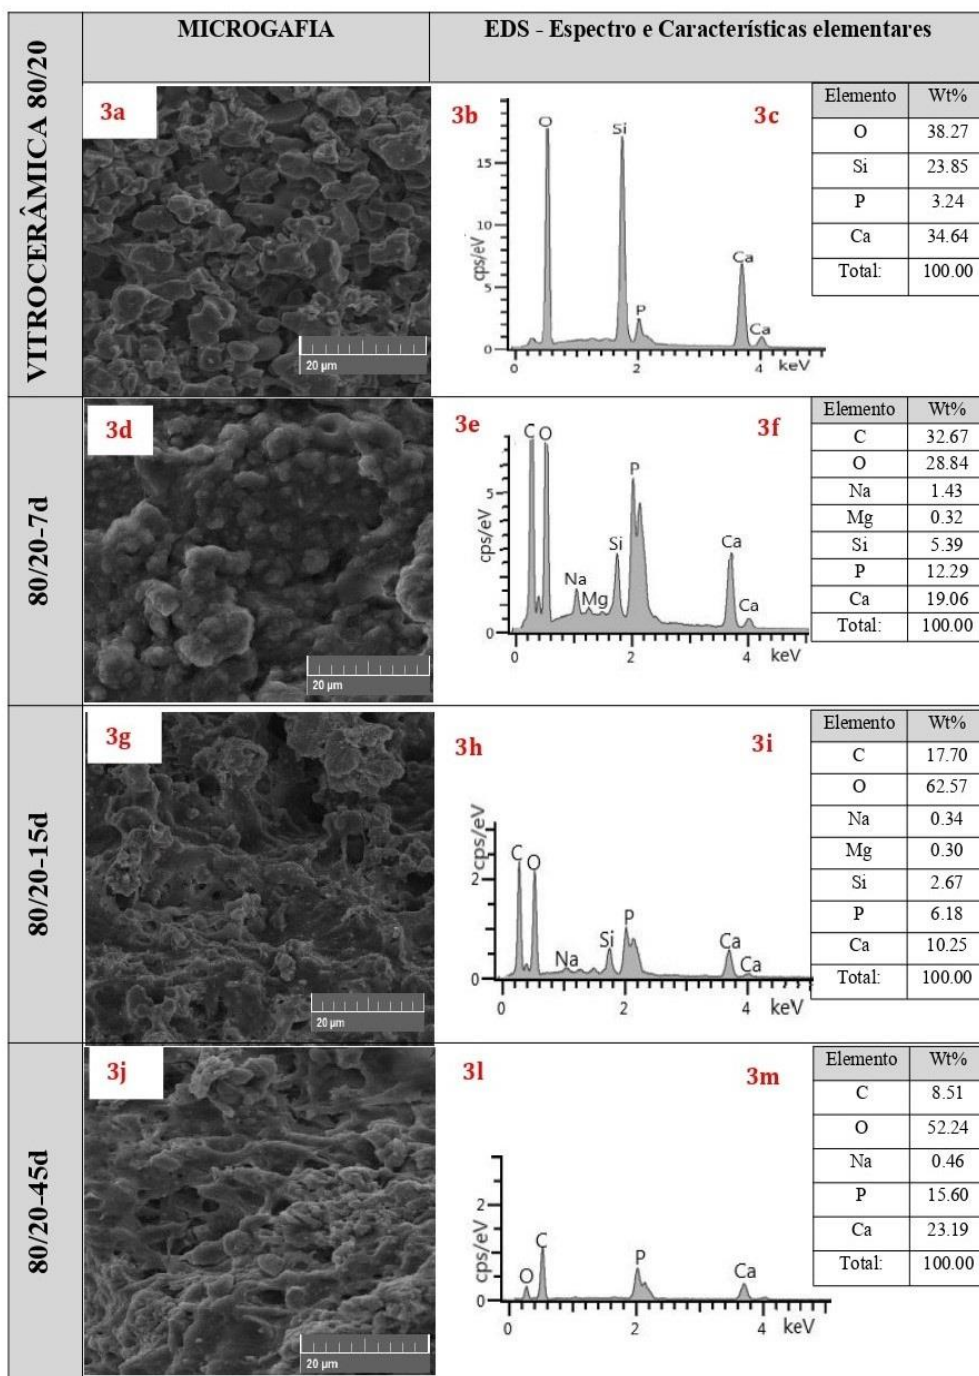 MICROGAFIA
EDS - Espectro e Características elementares
VITROCERÂMICA 80/20
3a
20 µm
3b
3c
cps/eV
15
10
5
0
O
Si
P
Ca
Ca
0
2
4
keV
Elemento Wt%
O 38.27
Si 23.85
P 3.24
Ca 34.64
Total: 100.00
80/20-7d
3d
20 µm
3e
3f
cps/eV
5
0
C
O
Na
Mg
Si
P
Ca
Ca
0
2
4
keV
Elemento Wt%
C 32.67
O 28.84
Na 1.43
Mg 0.32
Si 5.39
P 12.29
Ca 19.06
Total: 100.00
80/20-15d
3g
20 µm
3h
3i
cps/eV
2
0
C
O
Na
Si
P
Ca
Ca
0
2
4
keV
Elemento Wt%
C 17.70
O 62.57
Na 0.34
Mg 0.30
Si 2.67
P 6.18
Ca 10.25
Total: 100.00
80/20-45d
3j
20 µm
3l
3m
cps/eV
2
0
O
C
P
Ca
0
2
4
keV
Elemento Wt%
C 8.51
O 52.24
Na 0.46
P 15.60
Ca 23.19
Total: 100.00